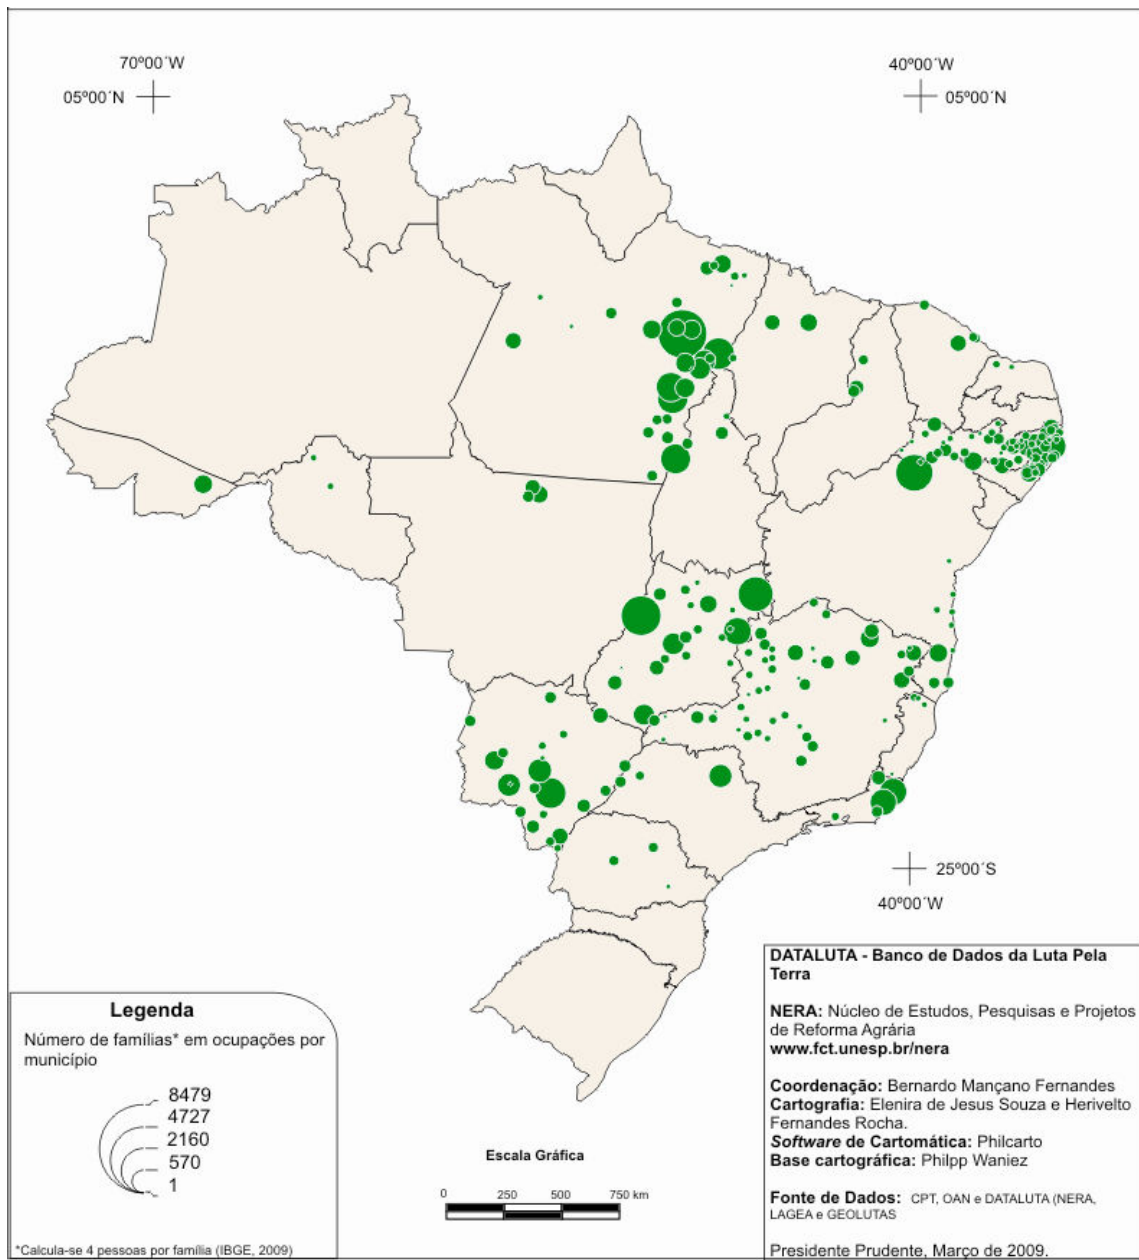 70º00´W
05º00´N
40º00´W
05º00´N
25º00´S
40º00´W
Legenda
Número de famílias* em ocupações por
município
8479
4727
2160
570
1
*Calcula-se 4 pessoas por família (IBGE, 2009)
Escala Gráfica
0 250 500 750 km
DATALUTA - Banco de Dados da Luta Pela
Terra
NERA: Núcleo de Estudos, Pesquisas e Projetos
de Reforma Agrária
www.fct.unesp.br/nera
Coordenação: Bernardo Mançano Fernandes
Cartografia: Elenira de Jesus Souza e Herivelto
Fernandes Rocha.
Software de Cartomática: Philcarto
Base cartográfica: Philpp Waniez
Fonte de Dados: CPT, OAN e DATALUTA (NERA,
LAGEA e GEOLUTAS
Presidente Prudente, Março de 2009.